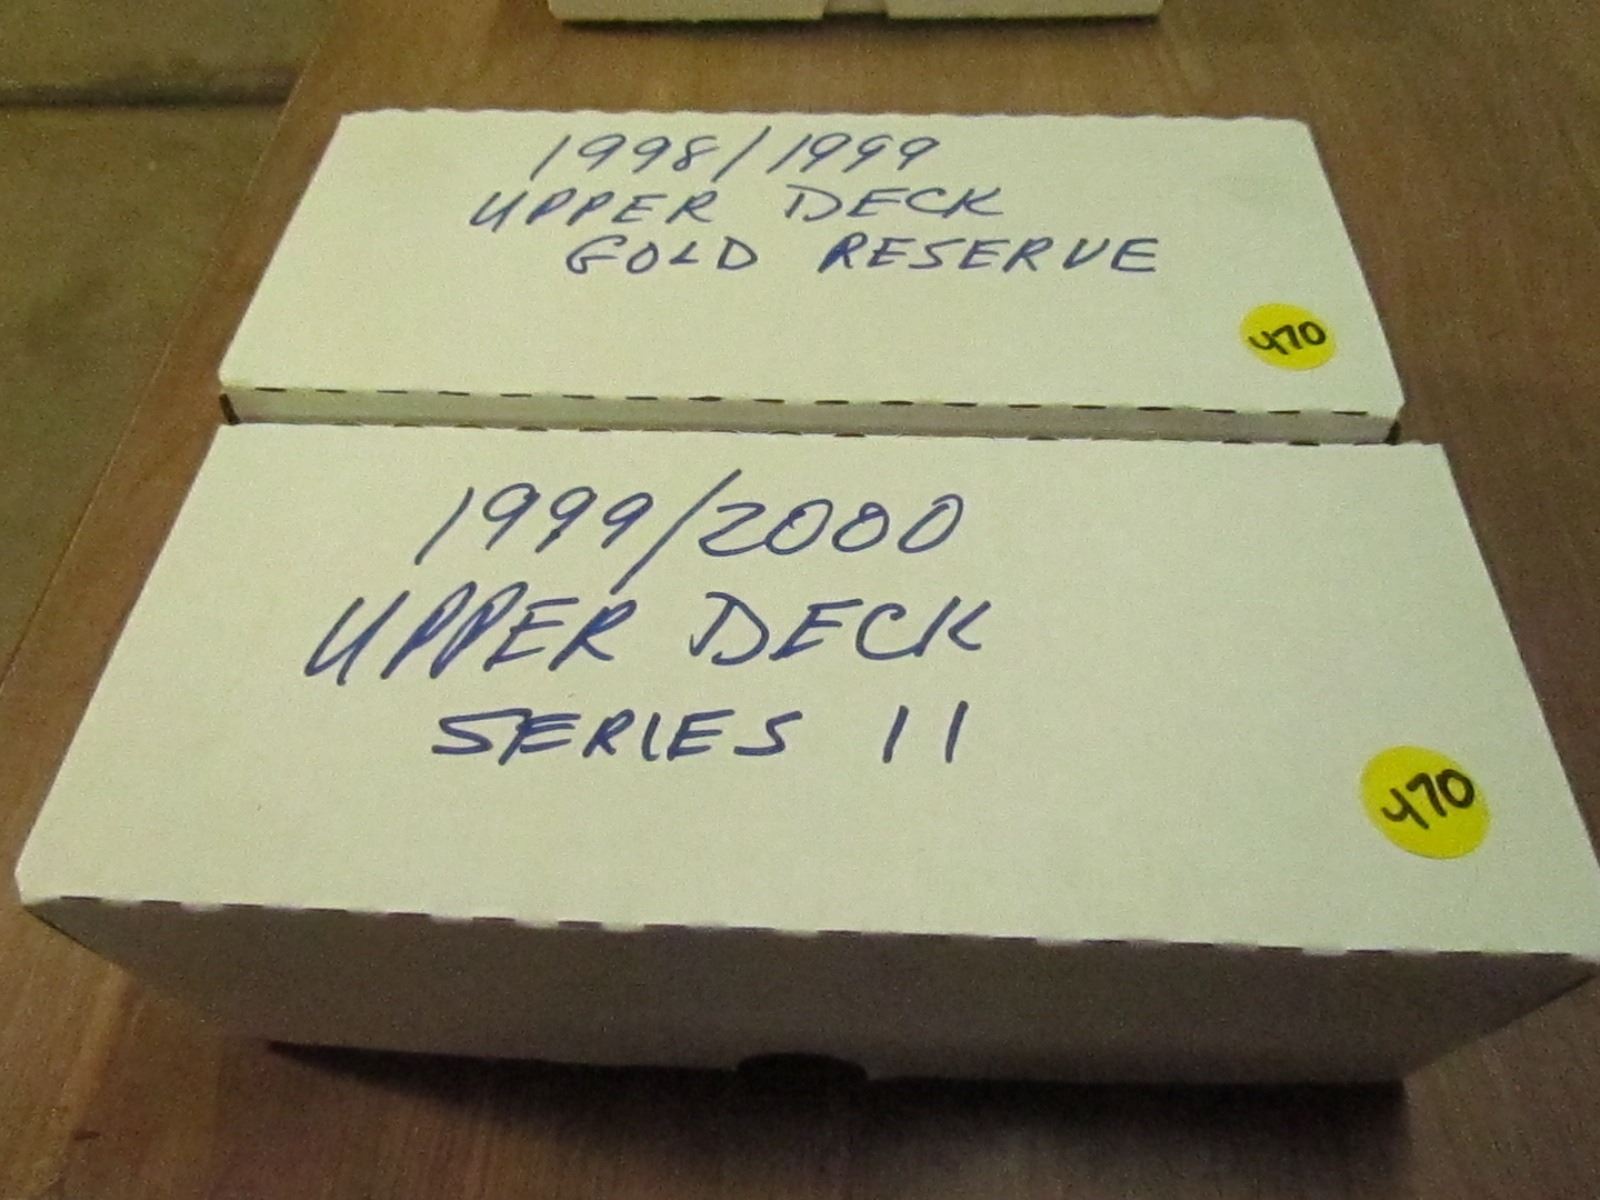 1998/1999
UPPER DECK
GOLD RESERVE
470
1999/2000
UPPER DECK
SERIES 11
470